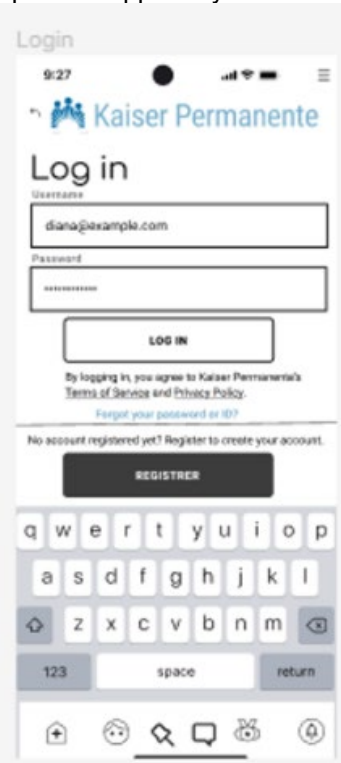 Login
9:27
Kaiser Permanente
Log in
Username
diana@example.com
Password
LOG IN
By logging in, you agree to Kaiser Permanente's
Terms of Service and Privacy Policy.
Forgot your password or ID?
No account registered yet? Register to create your account.
REGISTRER
q w e r t y u i o p
a s d f g h j k l
z x c v b n m
123 space return